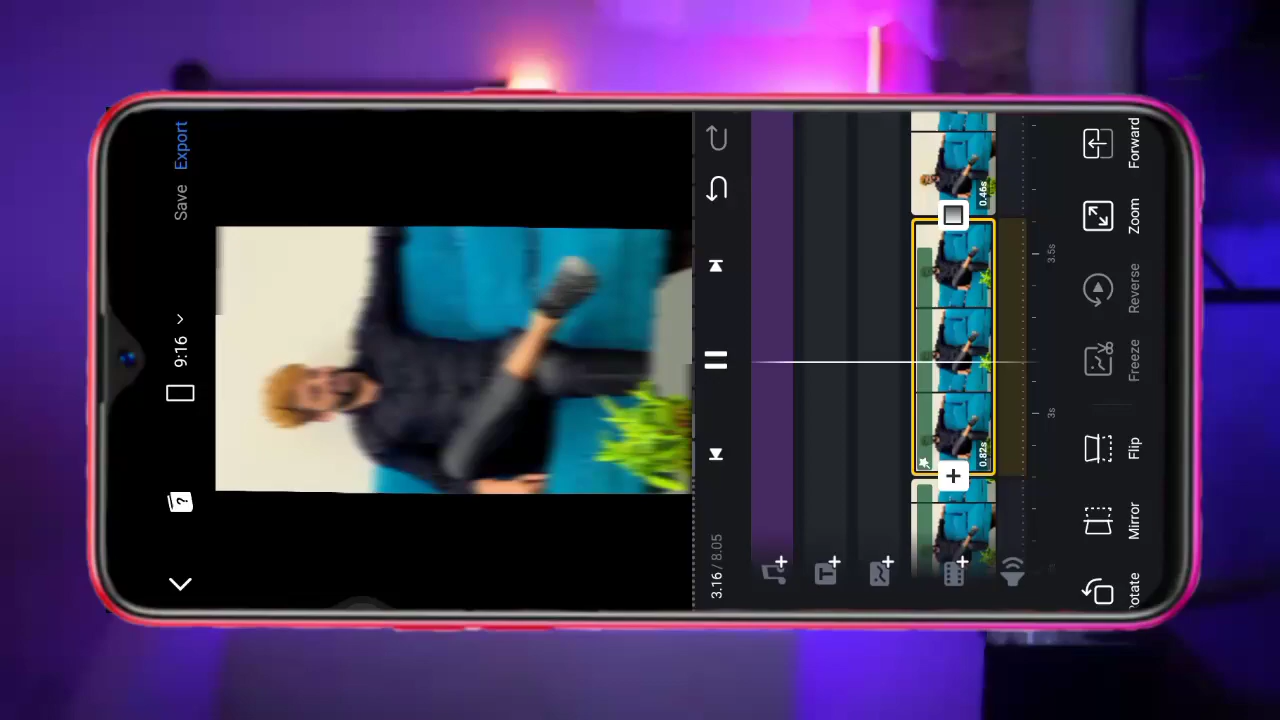 9:16
Save
Export
3.16 / 8.05
0.82s
0.46s
3s
3.5s
otate
Mirror
Flip
Freeze
Reverse
Zoom
Forward